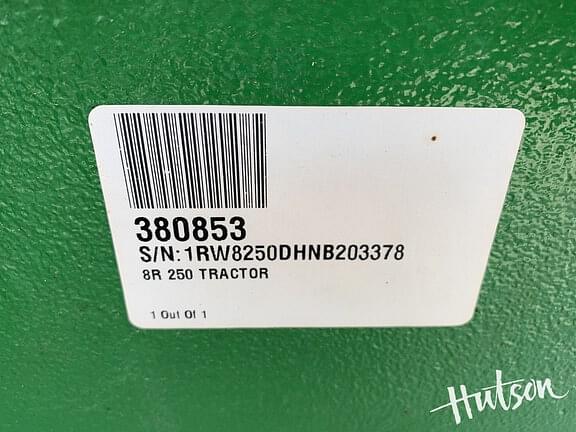 380853
S/N:1RW8250DHNB203378
8R 250 TRACTOR
1 Out Of 1
Hutson